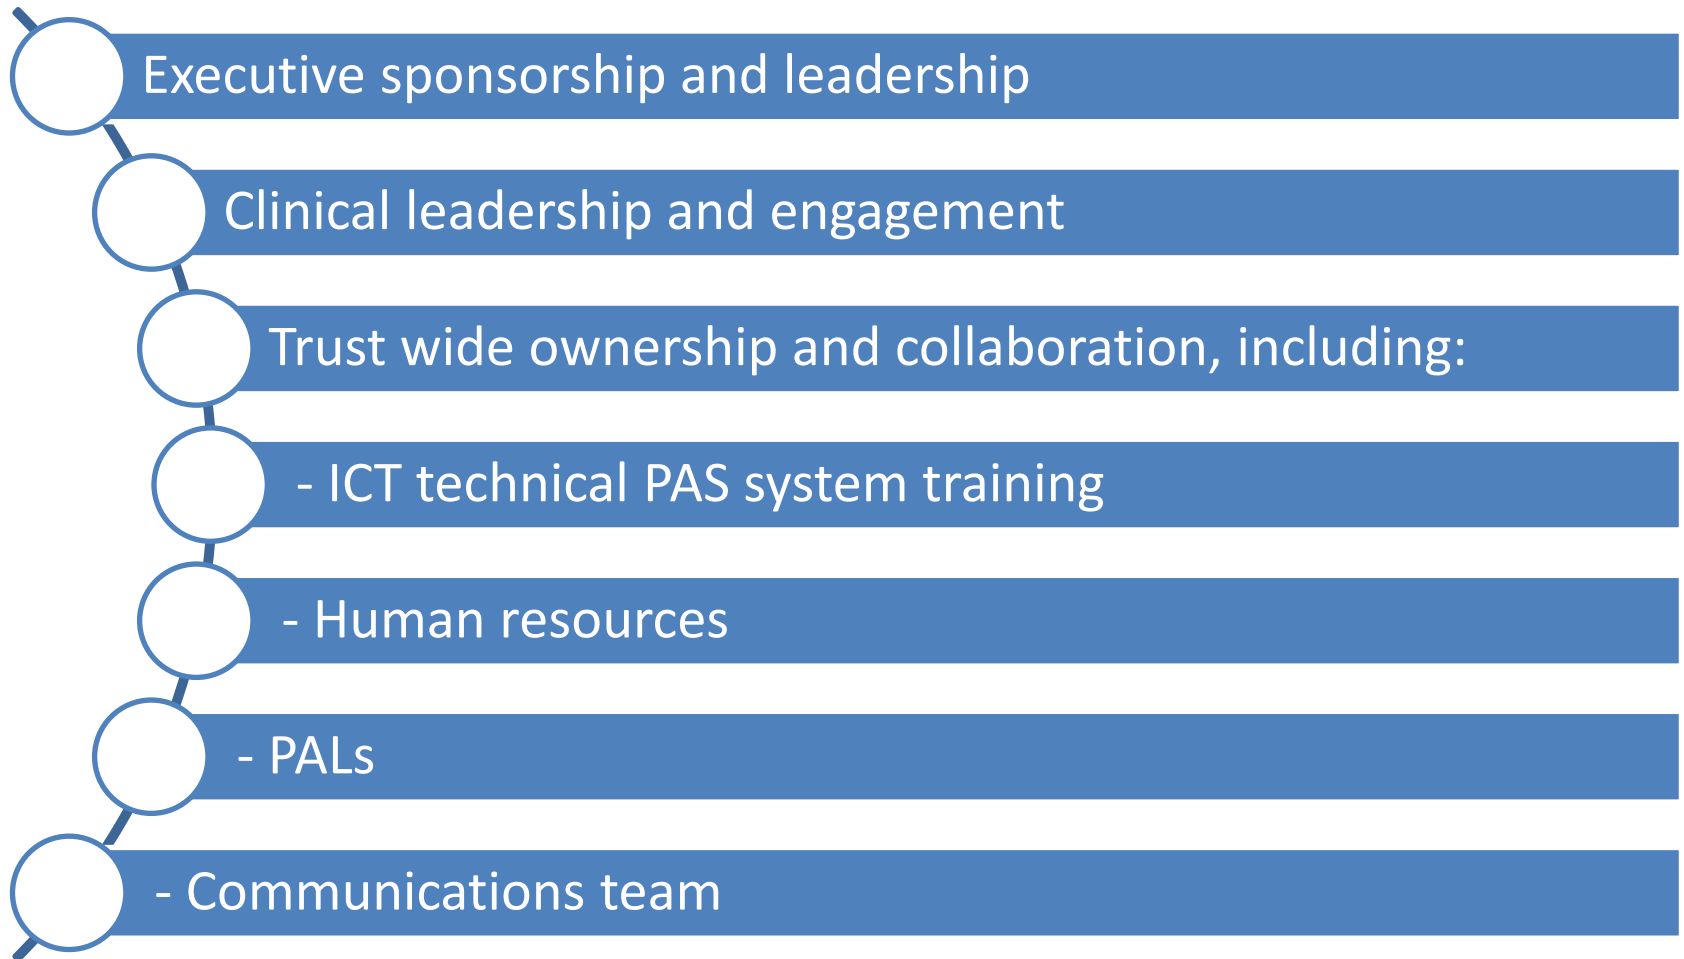 Executive sponsorship and leadership
Clinical leadership and engagement
Trust wide ownership and collaboration, including:
- ICT technical PAS system training
- Human resources
- PALs
- Communications team